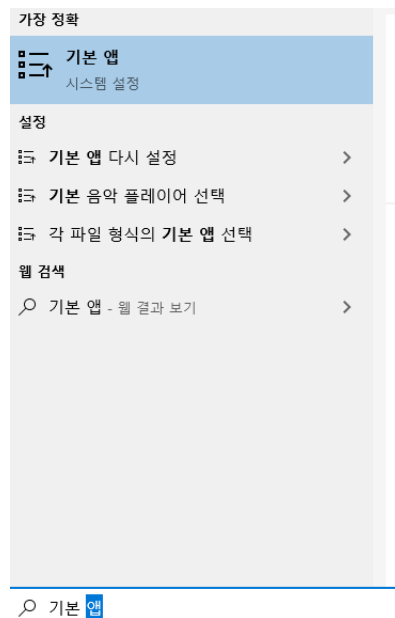 가장 정확
기본 앱
시스템 설정
설정
기본 앱 다시 설정
기본 음악 플레이어 선택
각 파일 형식의 기본 앱 선택
웹 검색
기본 앱 - 웹 결과 보기
기본 앱